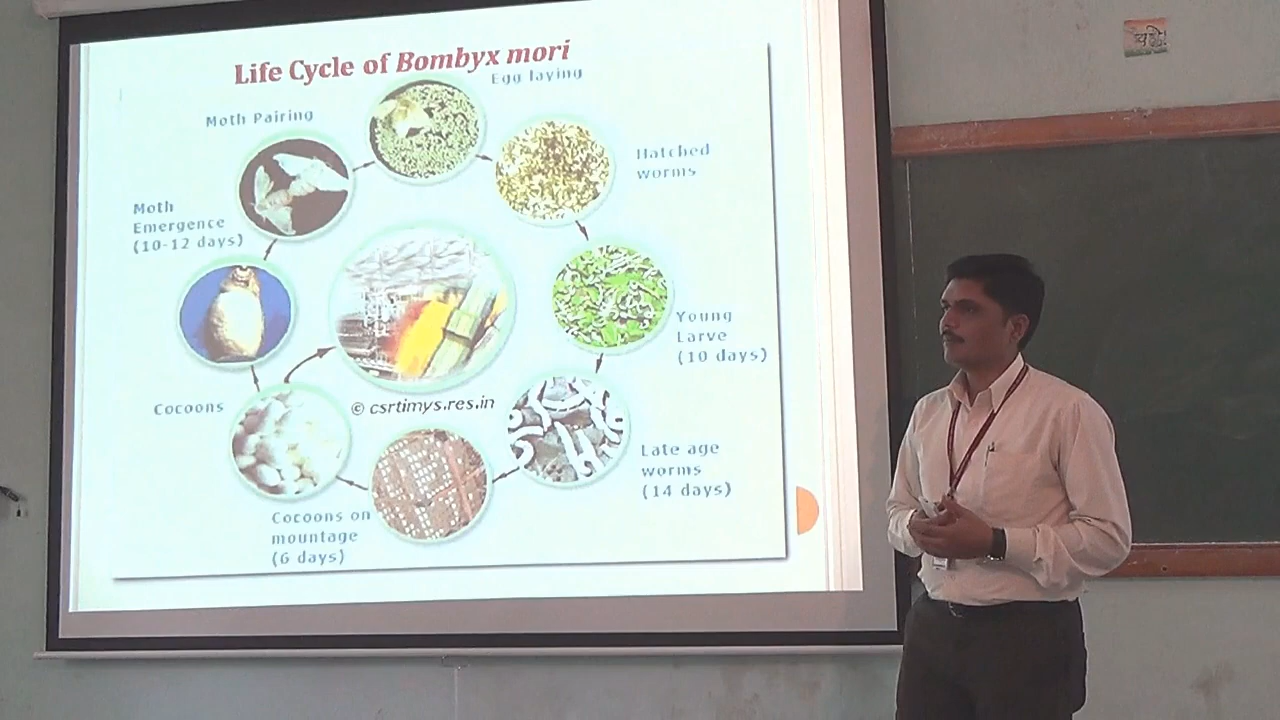 Life Cycle of Bombyx mori
Egg laying
Moth Pairing
Hatched
worms
Moth
Emergence
(10-12 days)
Young
Larve
(10 days)
Cocoons
© csrtimys.res.in
Late age
worms
(14 days)
Cocoons on
mountage
(6 days)